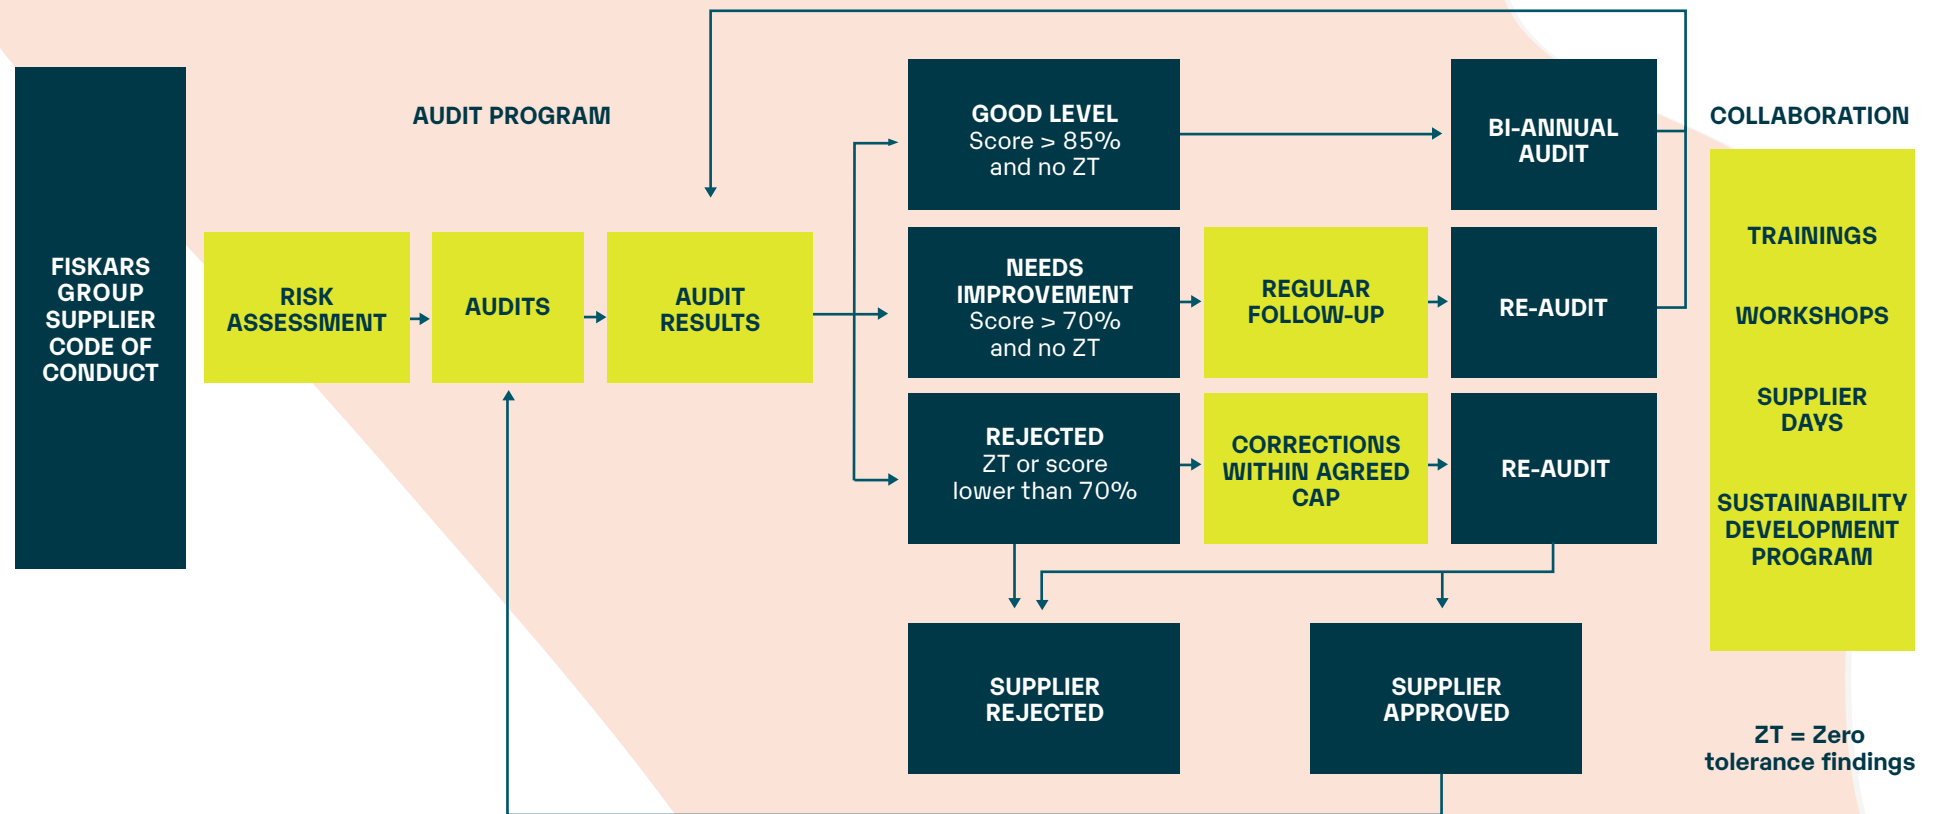 AUDIT PROGRAM
COLLABORATION
FISKARS
GROUP
SUPPLIER
CODE OF
CONDUCT
RISK
ASSESSMENT
AUDITS
AUDIT
RESULTS
GOOD LEVEL
Score > 85%
and no ZT
BI-ANNUAL
AUDIT
NEEDS
IMPROVEMENT
Score > 70%
and no ZT
REGULAR
FOLLOW-UP
RE-AUDIT
REJECTED
ZT or score
lower than 70%
CORRECTIONS
WITHIN AGREED
CAP
RE-AUDIT
SUPPLIER
REJECTED
SUPPLIER
APPROVED
TRAININGS
WORKSHOPS
SUPPLIER
DAYS
SUSTAINABILITY
DEVELOPMENT
PROGRAM
ZT = Zero
tolerance findings